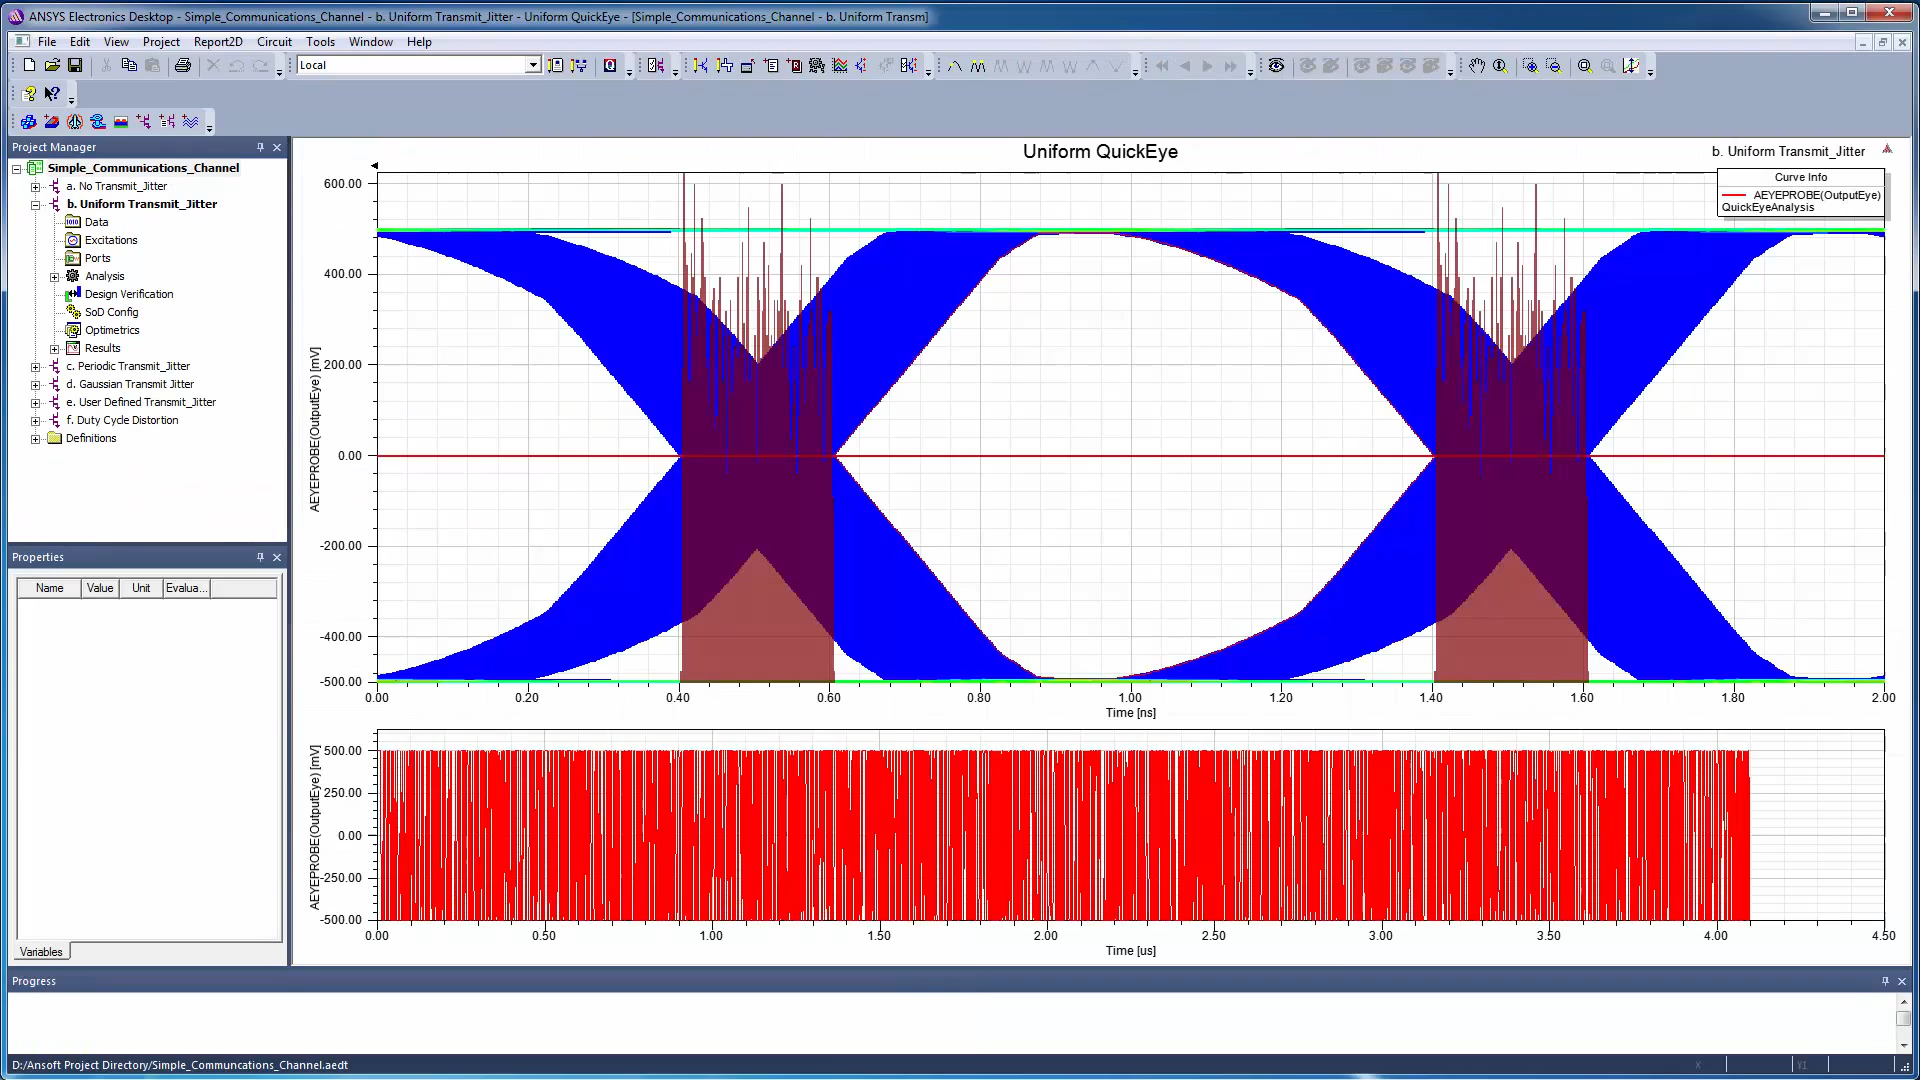 ANSYS Electronics Desktop - Simple_Communications_Channel - b. Uniform Transmit_Jitter - Uniform QuickEye - [Simple_Communications_Channel - b. Uniform Transm]
File Edit View Project Report2D Circuit Tools Window Help
Local
Project Manager
Simple_Communications_Channel
a. No Transmit_Jitter
b. Uniform Transmit_Jitter
Data
Excitations
Ports
Analysis
Design Verification
SoD Config
Optimetrics
Results
c. Periodic Transmit_Jitter
d. Gaussian Transmit Jitter
e. User Defined Transmit_Jitter
f. Duty Cycle Distortion
Definitions
Properties
Name Value Unit Evalua...
Variables
Uniform QuickEye
b. Uniform Transmit_Jitter
Curve Info
AEYEPROBE(OutputEye)
QuickEyeAnalysis
AEYEPROBE(OutputEye) [mV]
600.00
400.00
200.00
0.00
-200.00
-400.00
-500.00
0.00 0.20 0.40 0.60 0.80 1.00 1.20 1.40 1.60 1.80 2.00
Time [ns]
AEYEPROBE(OutputEye) [mV]
500.00
250.00
0.00
-250.00
-500.00
0.00 0.50 1.00 1.50 2.00 2.50 3.00 3.50 4.00 4.50
Time [us]
Progress
D:/Ansoft Project Directory/Simple_Communcations_Channel.aedt
X
Y1